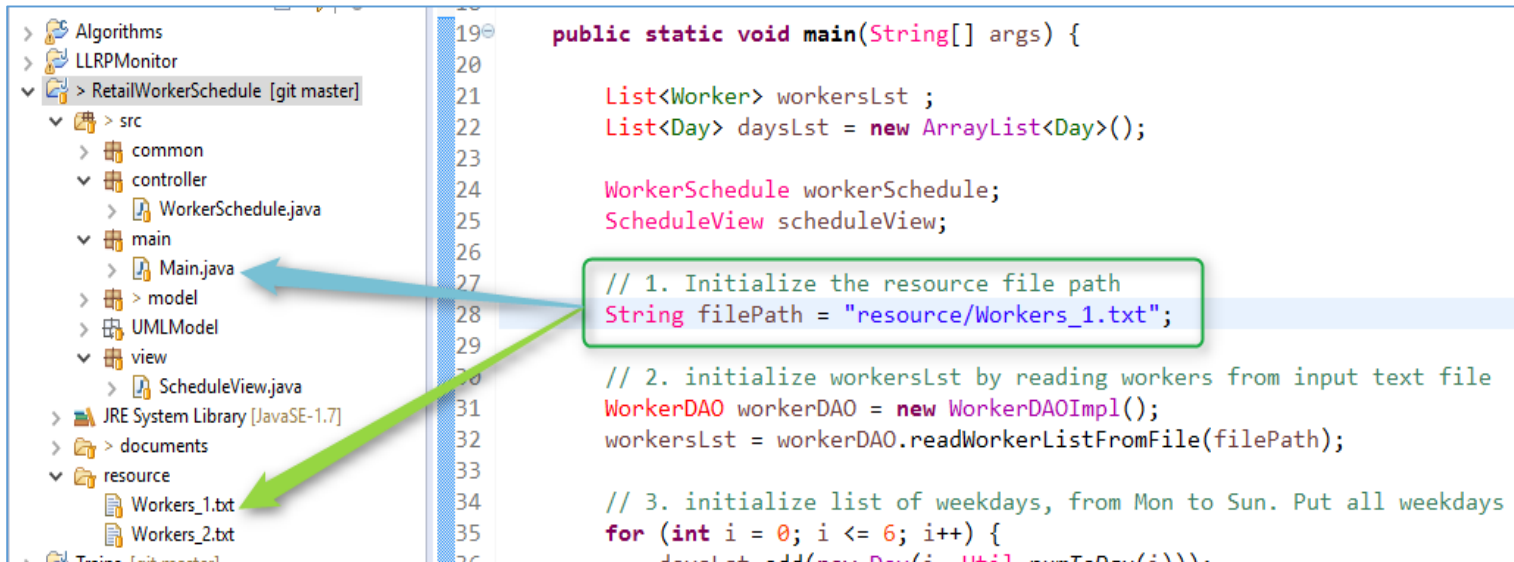 Algorithms
LLRPMonitor
> RetailWorkerSchedule [git master]
> src
common
controller
WorkerSchedule.java
main
Main.java
> model
UMLModel
view
ScheduleView.java
JRE System Library [JavaSE-1.7]
> documents
resource
Workers_1.txt
Workers_2.txt
19 public static void main(String[] args) {
20
21 List<Worker> workersLst ;
22 List<Day> daysLst = new ArrayList<Day>();
23
24 WorkerSchedule workerSchedule;
25 ScheduleView scheduleView;
26
27 // 1. Initialize the resource file path
28 String filePath = "resource/Workers_1.txt";
29
30 // 2. initialize workersLst by reading workers from input text file
31 WorkerDAO workerDAO = new WorkerDAOImpl();
32 workersLst = workerDAO.readWorkerListFromFile(filePath);
33
34 // 3. initialize list of weekdays, from Mon to Sun. Put all weekdays
35 for (int i = 0; i <= 6; i++) {